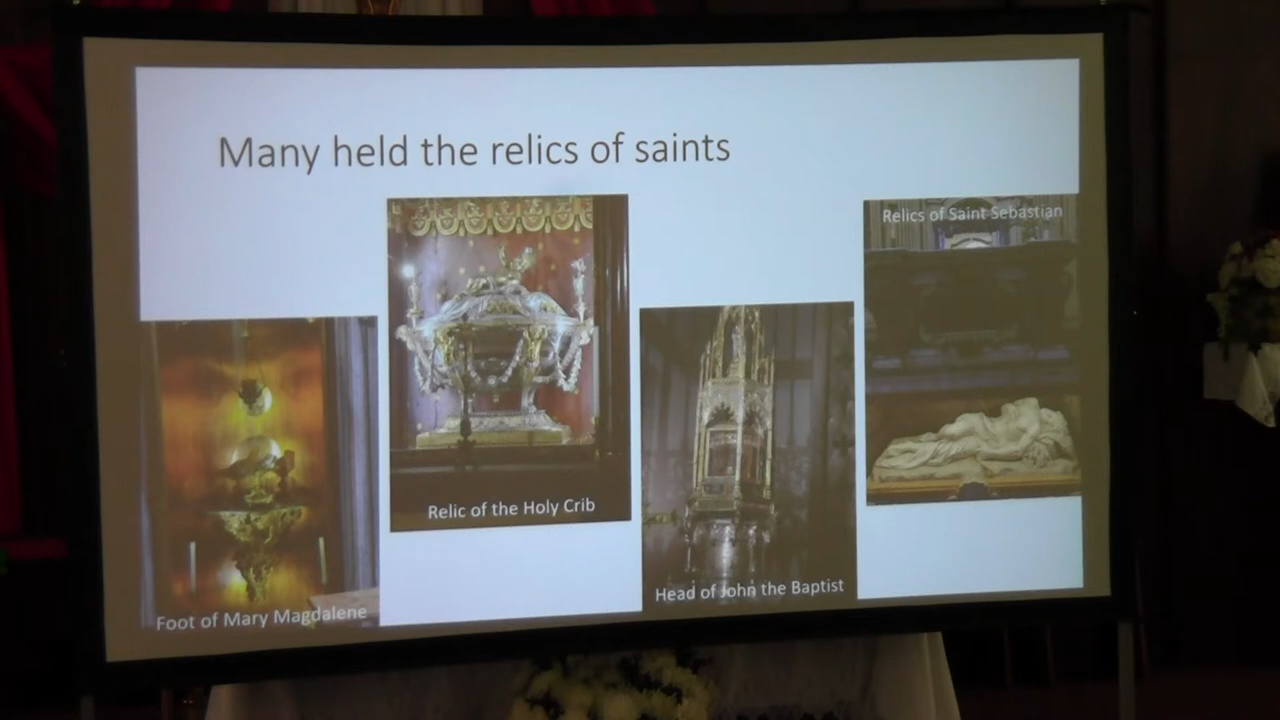 Many held the relics of saints
Relics of Saint Sebastian
Relic of the Holy Crib
Head of John the Baptist
Foot of Mary Magdalene